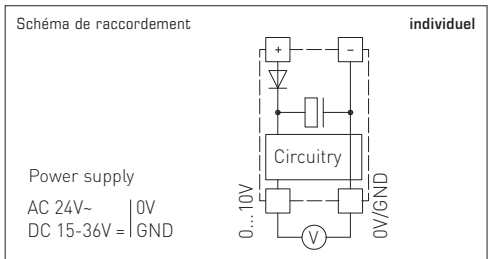 Schéma de raccordement
individuel
+
−
Circuitry
Power supply
AC 24V~ | 0V
DC 15-36V = | GND
0...10V
0V/GND
V